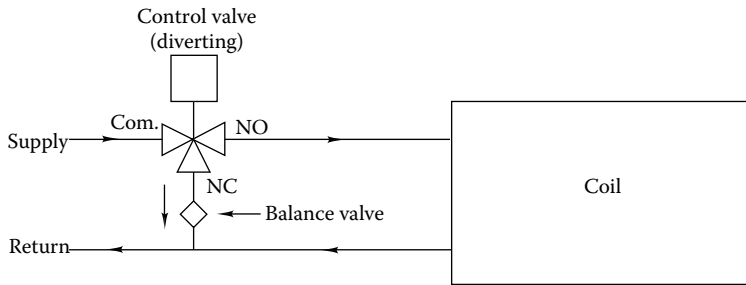 Control valve
(diverting)
Com.
NO
Supply
NC
Coil
Balance valve
Return